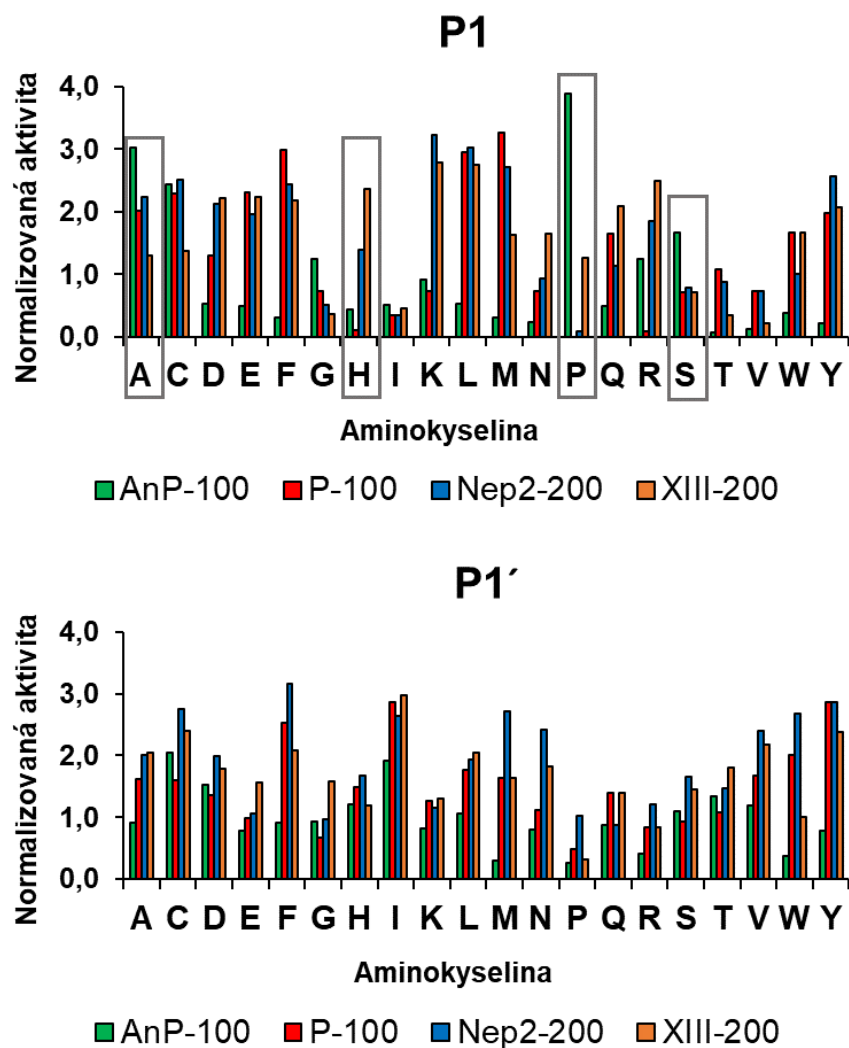 P1
Normalizovaná aktivita
4,0
3,0
2,0
1,0
0,0
A C D E F G H I K L M N P Q R S T V W Y
Aminokyselina
AnP-100 P-100 Nep2-200 XIII-200
P1´
Normalizovaná aktivita
4,0
3,0
2,0
1,0
0,0
A C D E F G H I K L M N P Q R S T V W Y
Aminokyselina
AnP-100 P-100 Nep2-200 XIII-200